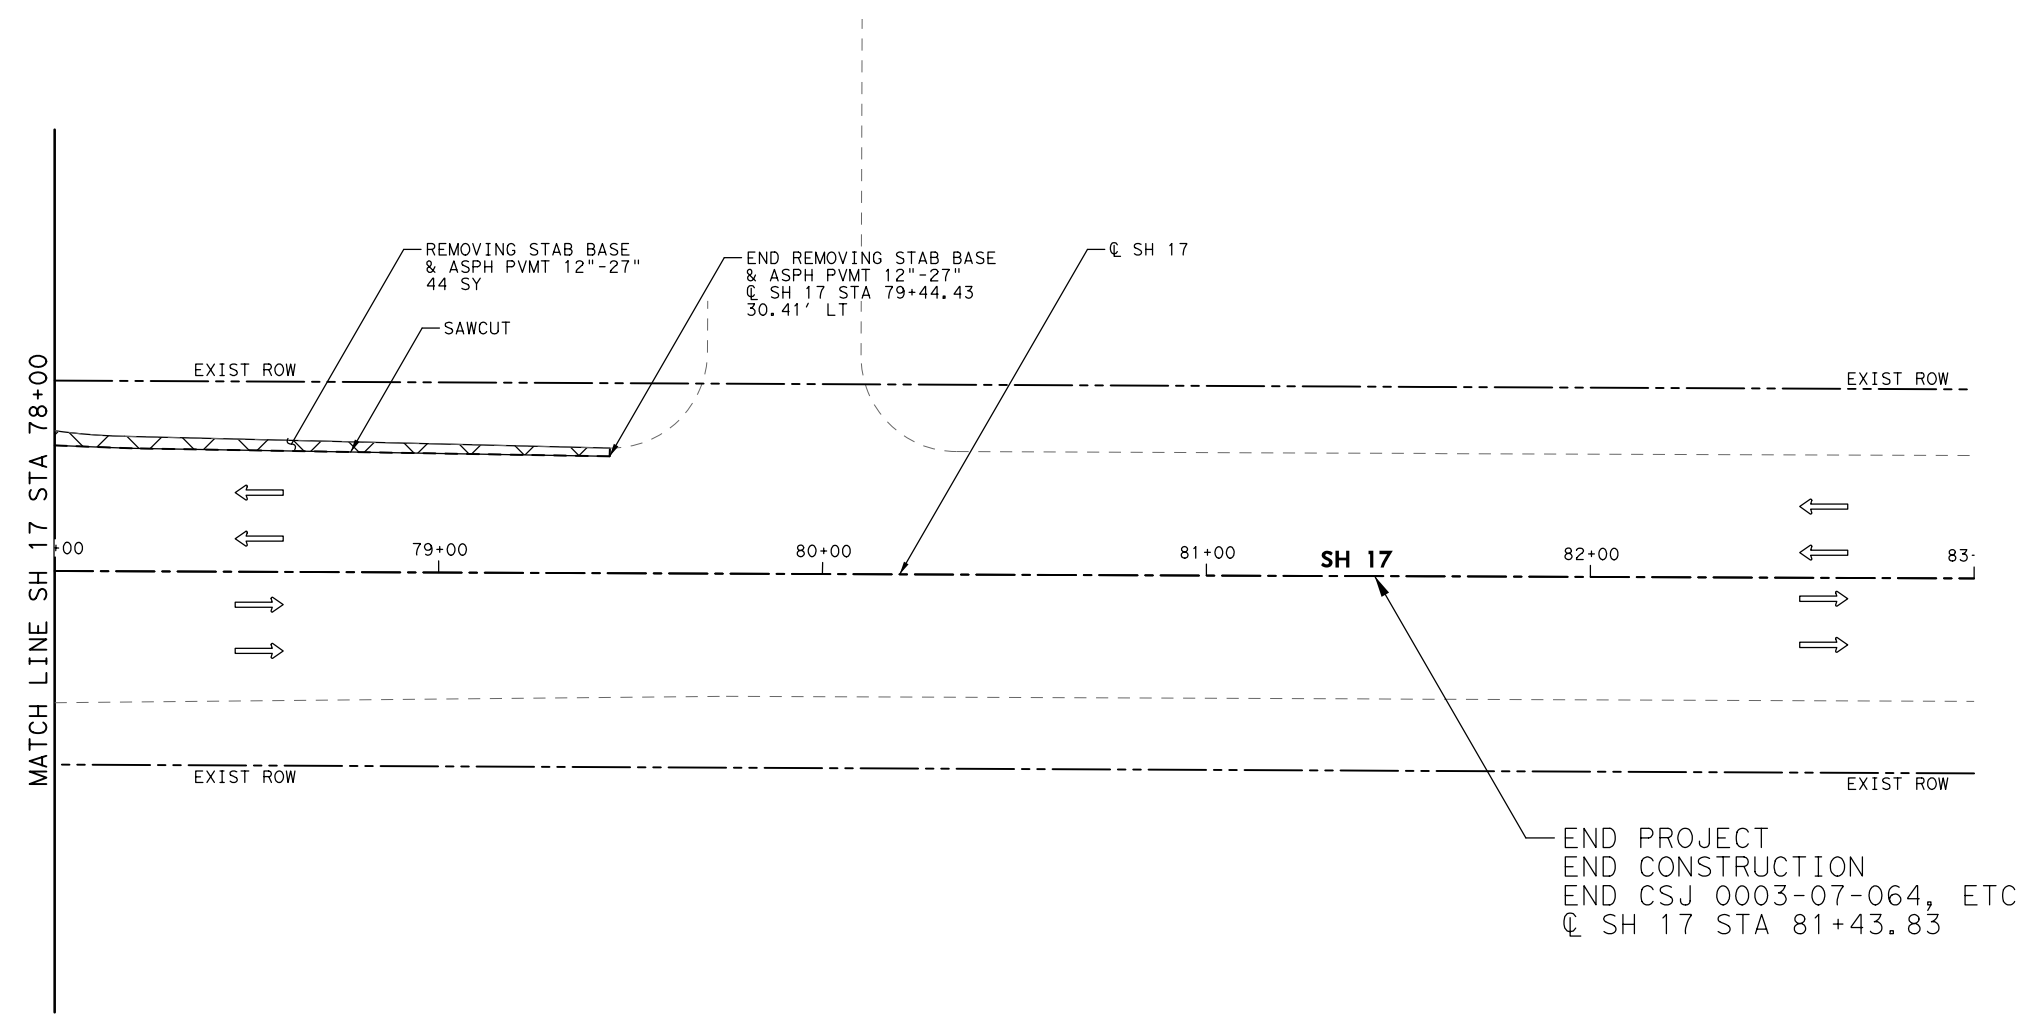 REMOVING STAB BASE
& ASPH PVMT 12"-27"
44 SY
SAWCUT
END REMOVING STAB BASE
& ASPH PVMT 12"-27"
℄ SH 17 STA 79+44.43
30.41' LT
℄ SH 17
EXIST ROW
EXIST ROW
MATCH LINE SH 17 STA 78+00
+00
79+00
80+00
81+00
SH 17
82+00
83-
EXIST ROW
EXIST ROW
END PROJECT
END CONSTRUCTION
END CSJ 0003-07-064, ETC
℄ SH 17 STA 81+43.83